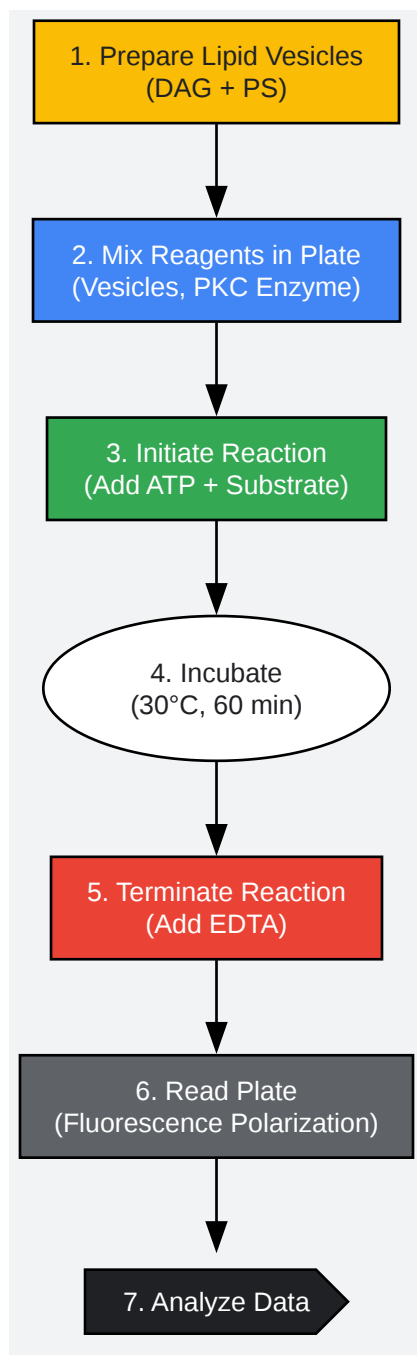 1. Prepare Lipid Vesicles
(DAG + PS)
2. Mix Reagents in Plate
(Vesicles, PKC Enzyme)
3. Initiate Reaction
(Add ATP + Substrate)
4. Incubate
(30°C, 60 min)
5. Terminate Reaction
(Add EDTA)
6. Read Plate
(Fluorescence Polarization)
7. Analyze Data